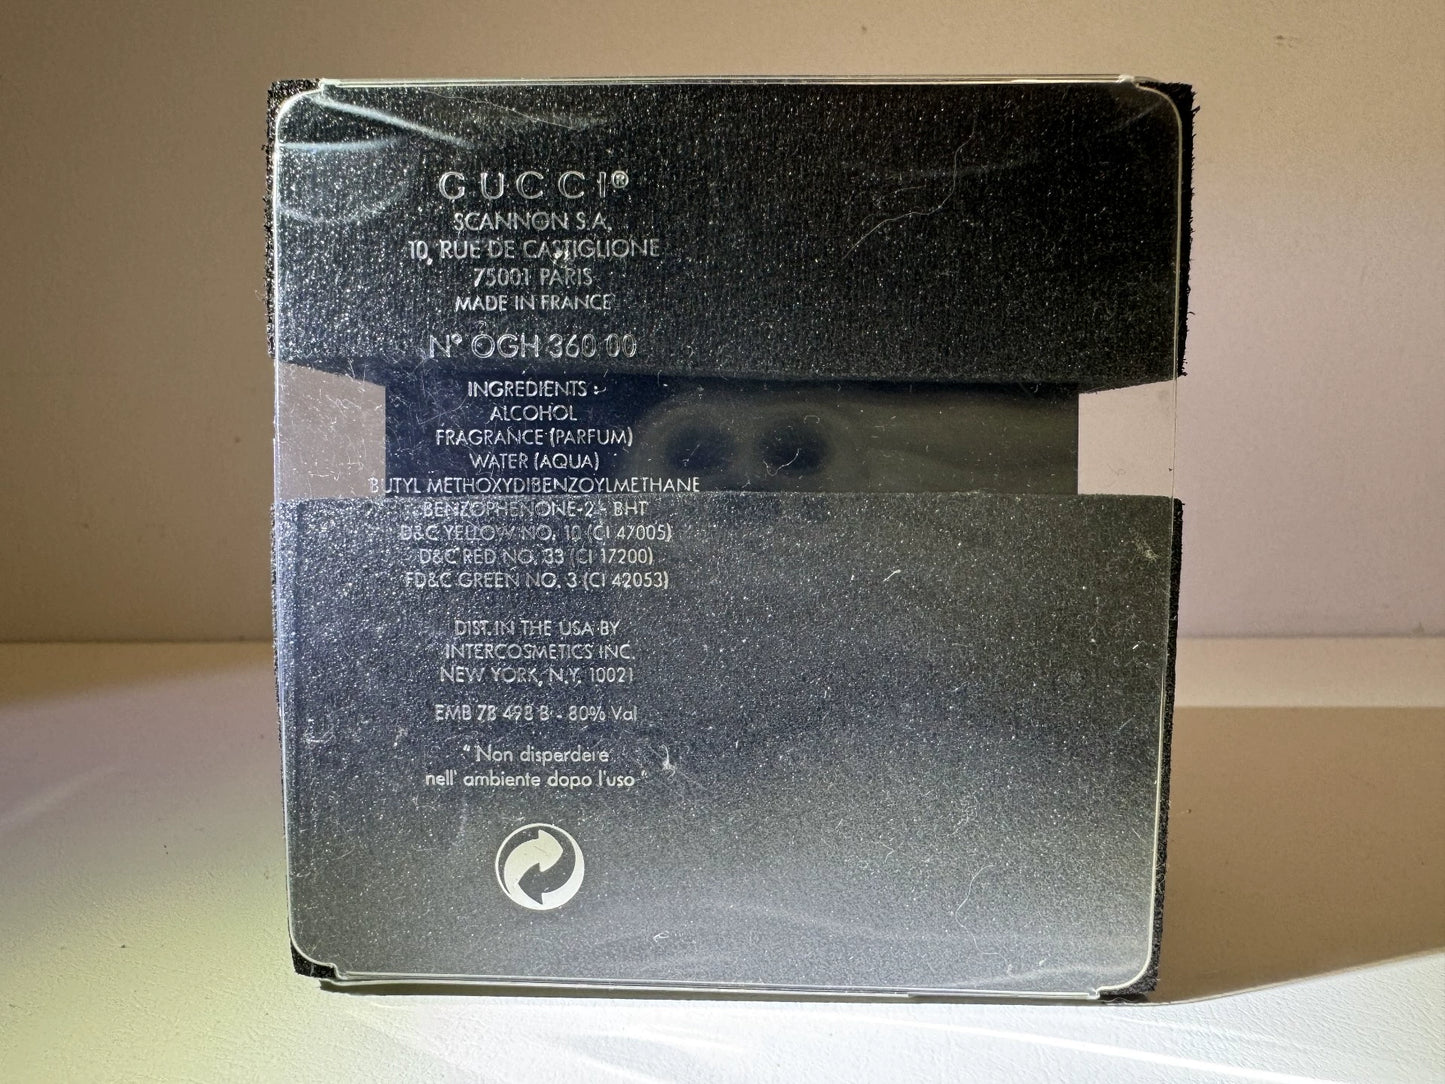 GUCCI®
SCANNON S.A.
10, RUE DE CASTIGLIONE
75001 PARIS
MADE IN FRANCE
N° OGH 360 00
INGREDIENTS :
ALCOHOL
FRAGRANCE (PARFUM)
WATER (AQUA)
BUTYL METHOXYDIBENZOYLMETHANE
BENZOPHENONE-2 - BHT
D&C YELLOW NO. 10 (CI 47005)
D&C RED NO. 33 (CI 17200)
FD&C GREEN NO. 3 (CI 42053)
DIST. IN THE USA BY
INTERCOSMETICS INC.
NEW YORK, N.Y. 10021
EMB 78 498 B - 80% Vol
"Non disperdere
nell' ambiente dopo l'uso"